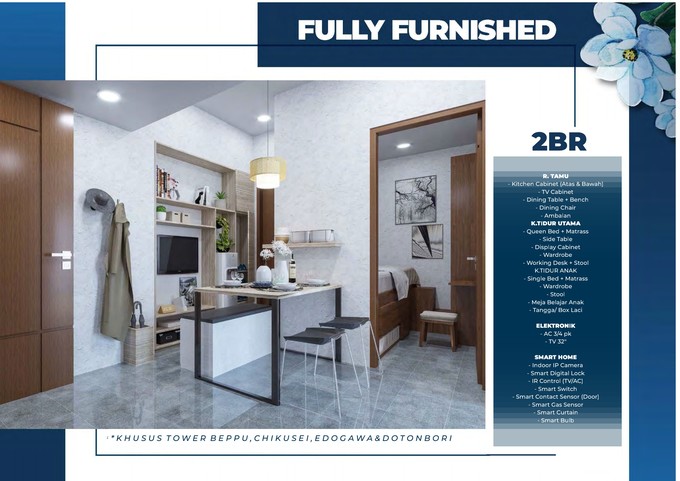 FULLY FURNISHED
2BR
R. TAMU
- Kitchen Cabinet (Atas & Bawah)
- TV Cabinet
- Dining Table + Bench
- Dining Chair
- Ambalan
K.TIDUR UTAMA
- Queen Bed + Matrass
- Side Table
- Display Cabinet
- Wardrobe
- Working Desk + Stool
K.TIDUR ANAK
- Single Bed + Matrass
- Wardrobe
- Stool
- Meja Belajar Anak
- Tangga/ Box Laci
ELEKTRONIK
- AC 3/4 pk
- TV 32"
SMART HOME
- Indoor IP Camera
- Smart Digital Lock
- IR Control (TV/AC)
- Smart Switch
- Smart Contact Sensor (Door)
- Smart Gas Sensor
- Smart Curtain
- Smart Bulb
*KHUSUS TOWER BEPPU, CHIKUSEI, EDOGAWA & DOTONBORI